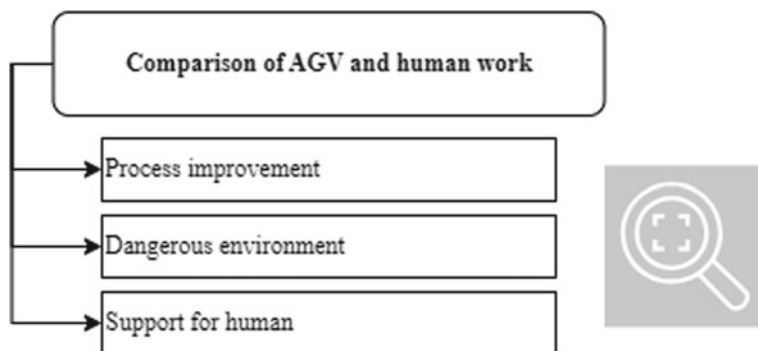 Comparison of AGV and human work
Process improvement
Dangerous environment
Support for human